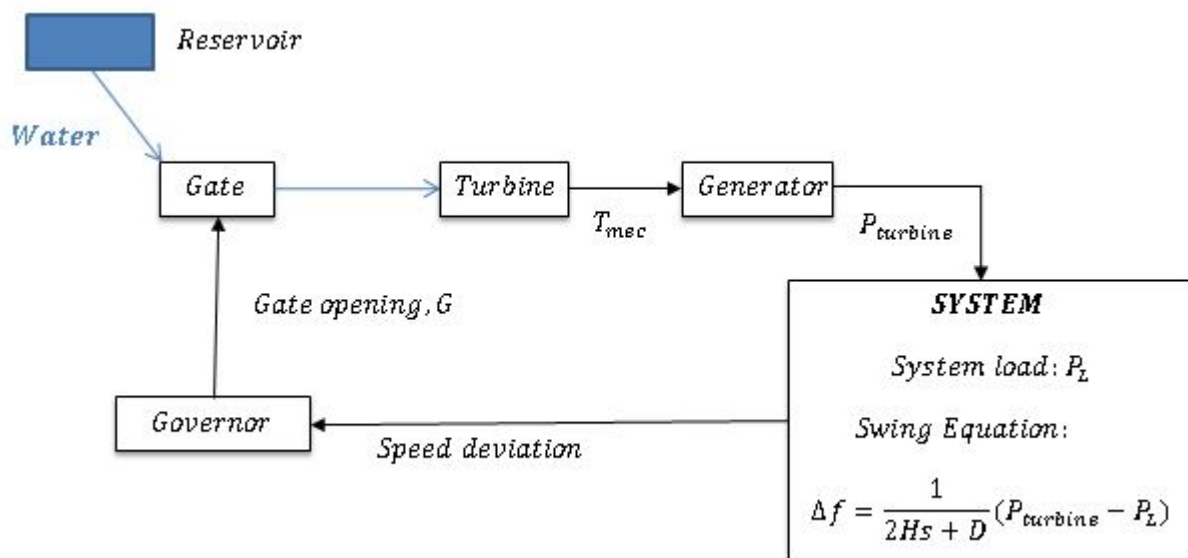 Reservoir
Water
Gate
Turbine
Generator
T_mec
P_turbine
SYSTEM
Gate opening, G
System load: P_L
Governor
Swing Equation:
Speed deviation
Δf = 1/(2Hs + D) (P_turbine − P_L)